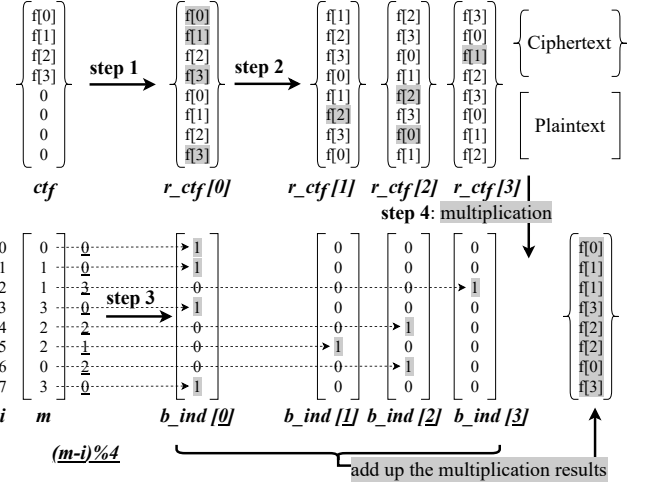 f[0] f[0] f[1] f[2] f[3]
f[1] f[1] f[2] f[3] f[0]
f[2] f[2] f[3] f[0] f[1] Ciphertext
step 1 step 2
f[3] f[3] f[0] f[1] f[2]
0 f[0] f[1] f[2] f[3]
0 f[1] f[2] f[3] f[0] Plaintext
0 f[2] f[3] f[0] f[1]
0 f[3] f[0] f[1] f[2]
ctf r_ctf [0] r_ctf [1] r_ctf [2] r_ctf [3]
step 4: multiplication
0 0 0 1 0 0 0 f[0]
1 1 0 1 0 0 0 f[1]
2 1 3 0 0 0 1 f[1]
step 3
3 3 0 1 0 0 0 f[3]
4 2 2 0 0 1 0 f[2]
5 2 1 0 1 0 0 f[2]
6 0 2 0 0 1 0 f[0]
7 3 0 1 0 0 0 f[3]
i m b_ind [0] b_ind [1] b_ind [2] b_ind [3]
(m-i)%4
add up the multiplication results